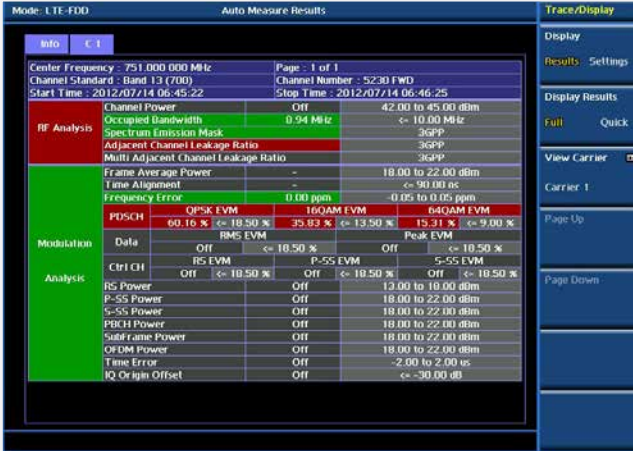 Mode: LTE-FDD Auto Measure Results Trace/Display
Info C 1
Center Frequency : 751.000 000 MHz Page : 1 of 1
Channel Standard : Band 13 (700) Channel Number : 5230 FWD
Start Time : 2012/07/14 06:45:22 Stop Time : 2012/07/14 06:46:25
RF Analysis
Channel Power Off 42.00 to 45.00 dBm
Occupied Bandwidth 8.94 MHz <= 10.00 MHz
Spectrum Emission Mask 3GPP
Adjacent Channel Leakage Ratio 3GPP
Multi Adjacent Channel Leakage Ratio 3GPP
Modulation Analysis
Frame Average Power - 18.00 to 22.00 dBm
Time Alignment - <= 90.00 ns
Frequency Error 0.00 ppm -0.05 to 0.05 ppm
PDSCH QPSK EVM 16QAM EVM 64QAM EVM
60.16 % <= 18.50 % 35.83 % <= 13.50 % 15.31 % <= 9.00 %
Data RMS EVM Peak EVM
Off <= 18.50 % Off <= 18.50 %
Ctrl CH RS EVM P-SS EVM S-SS EVM
Off <= 18.50 % Off <= 18.50 % Off <= 18.50 %
RS Power Off 13.00 to 18.00 dBm
P-SS Power Off 18.00 to 22.00 dBm
S-SS Power Off 18.00 to 22.00 dBm
PBCH Power Off 18.00 to 22.00 dBm
SubFrame Power Off 18.00 to 22.00 dBm
OFDM Power Off 18.00 to 22.00 dBm
Time Error Off -2.00 to 2.00 us
IQ Origin Offset Off <= -30.00 dB
Display
Results Settings
Display Results
Full Quick
View Carrier
Carrier 1
Page Up
Page Down